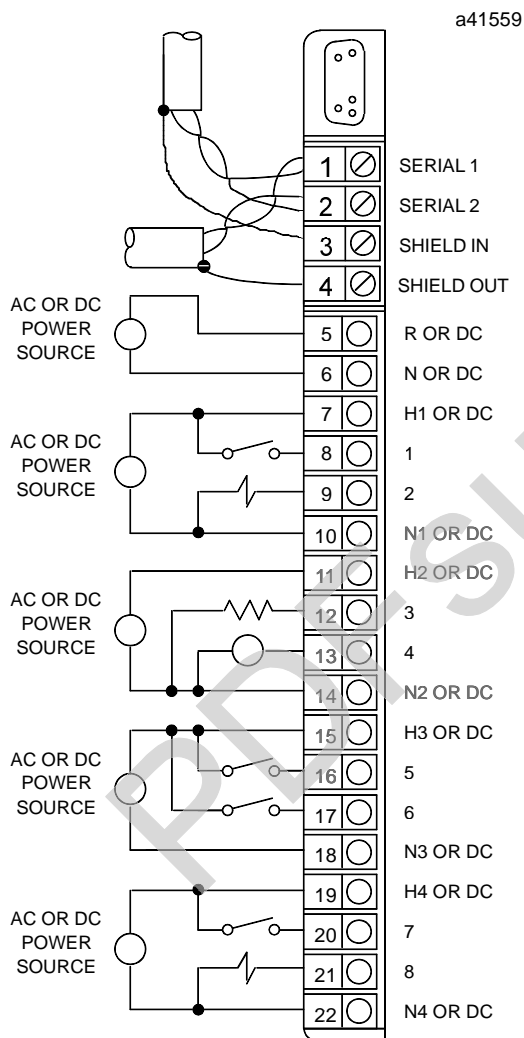 a41559
1 SERIAL 1
2 SERIAL 2
3 SHIELD IN
4 SHIELD OUT
AC OR DC
POWER
SOURCE
5 R OR DC
6 N OR DC
7 H1 OR DC
AC OR DC
POWER
SOURCE
8 1
9 2
10 N1 OR DC
11 H2 OR DC
AC OR DC
POWER
SOURCE
12 3
13 4
14 N2 OR DC
15 H3 OR DC
AC OR DC
POWER
SOURCE
16 5
17 6
18 N3 OR DC
19 H4 OR DC
AC OR DC
POWER
SOURCE
20 7
21 8
22 N4 OR DC